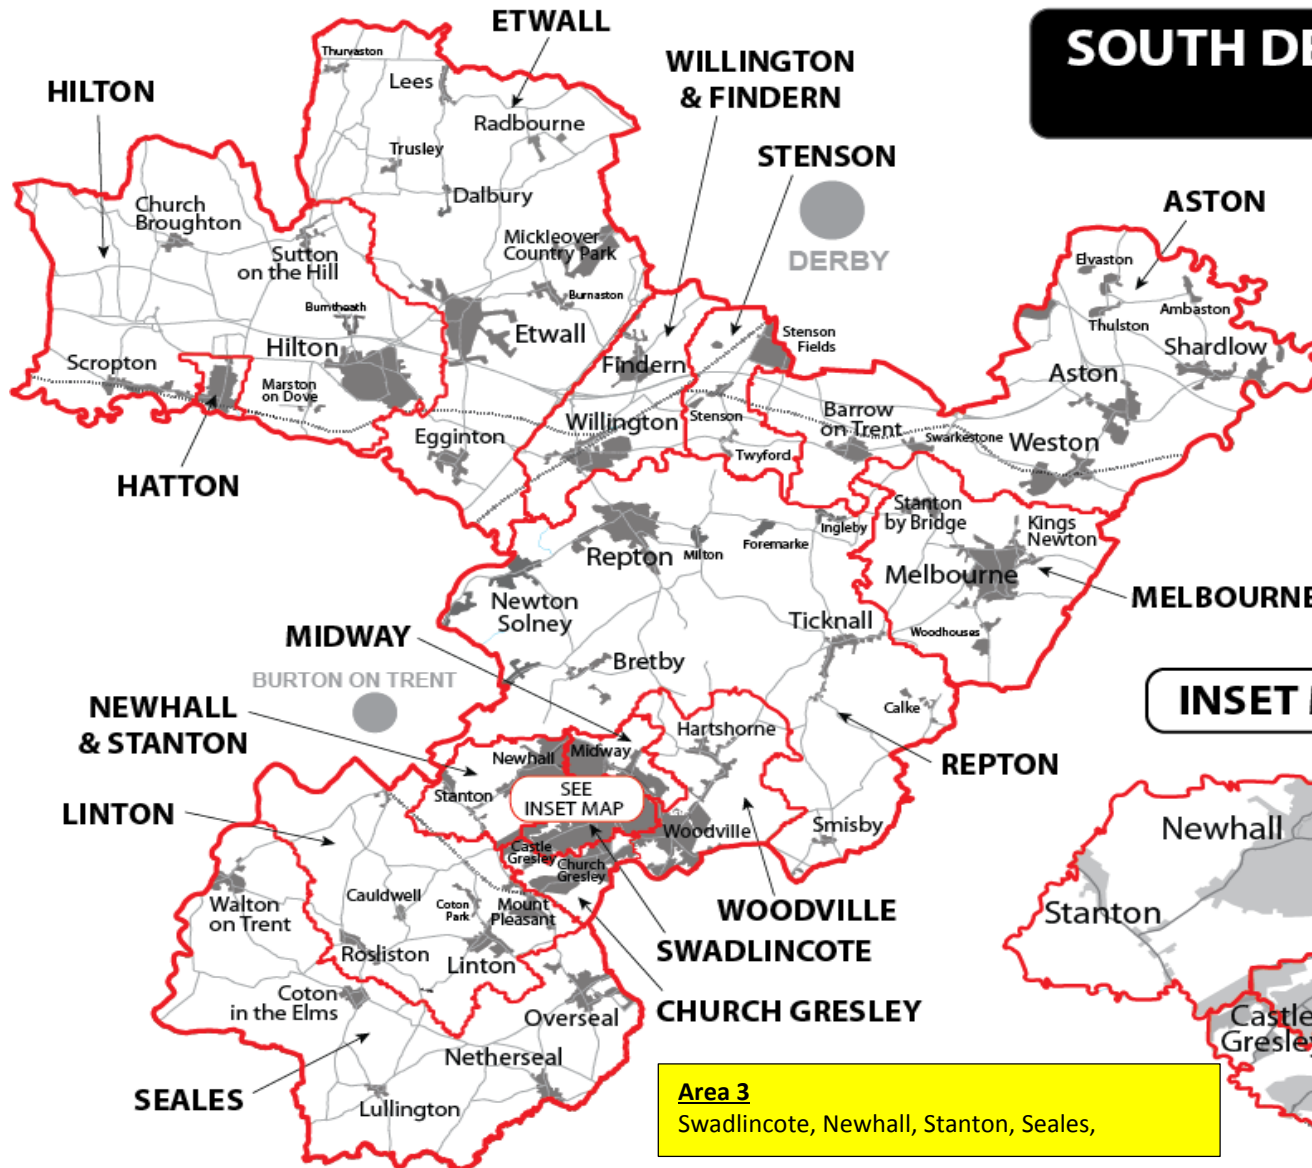 ETWALL
SOUTH DE
WILLINGTON
& FINDERN
HILTON
Thurvaston
Lees
Radbourne
Trusley
STENSON
Dalbury
ASTON
Church
Broughton
Mickleover
Country Park
Sutton
on the Hill
DERBY
Elvaston
Burnaston
Ambaston
Burntheath
Thulston
Etwall
Stenson
Fields
Hilton
Findern
Shardlow
Scropton
Aston
Marston
on Dove
Willington
Stenson
Barrow
on Trent
Egginton
Swarkestone
Weston
Twyford
HATTON
Stanton
by Bridge
Ingleby
Kings
Newton
Foremarke
Milton
Repton
Melbourne
MELBOURNE
Newton
Solney
Ticknall
Woodhouses
MIDWAY
Bretby
BURTON ON TRENT
Calke
NEWHALL
& STANTON
INSET
Hartshorne
Newhall
Midway
REPTON
Stanton
SEE
INSET MAP
LINTON
Woodville
Smisby
Newhall
Castle
Gresley
Church
Gresley
Cauldwell
Coton
Park
Mount
Pleasant
Walton
on Trent
WOODVILLE
Stanton
Rosliston
Linton
SWADLINCOTE
Coton
in the Elms
Overseal
CHURCH GRESLEY
Castle
Gresley
Netherseal
SEALES
Lullington
Area 3
Swadlincote, Newhall, Stanton, Seales,